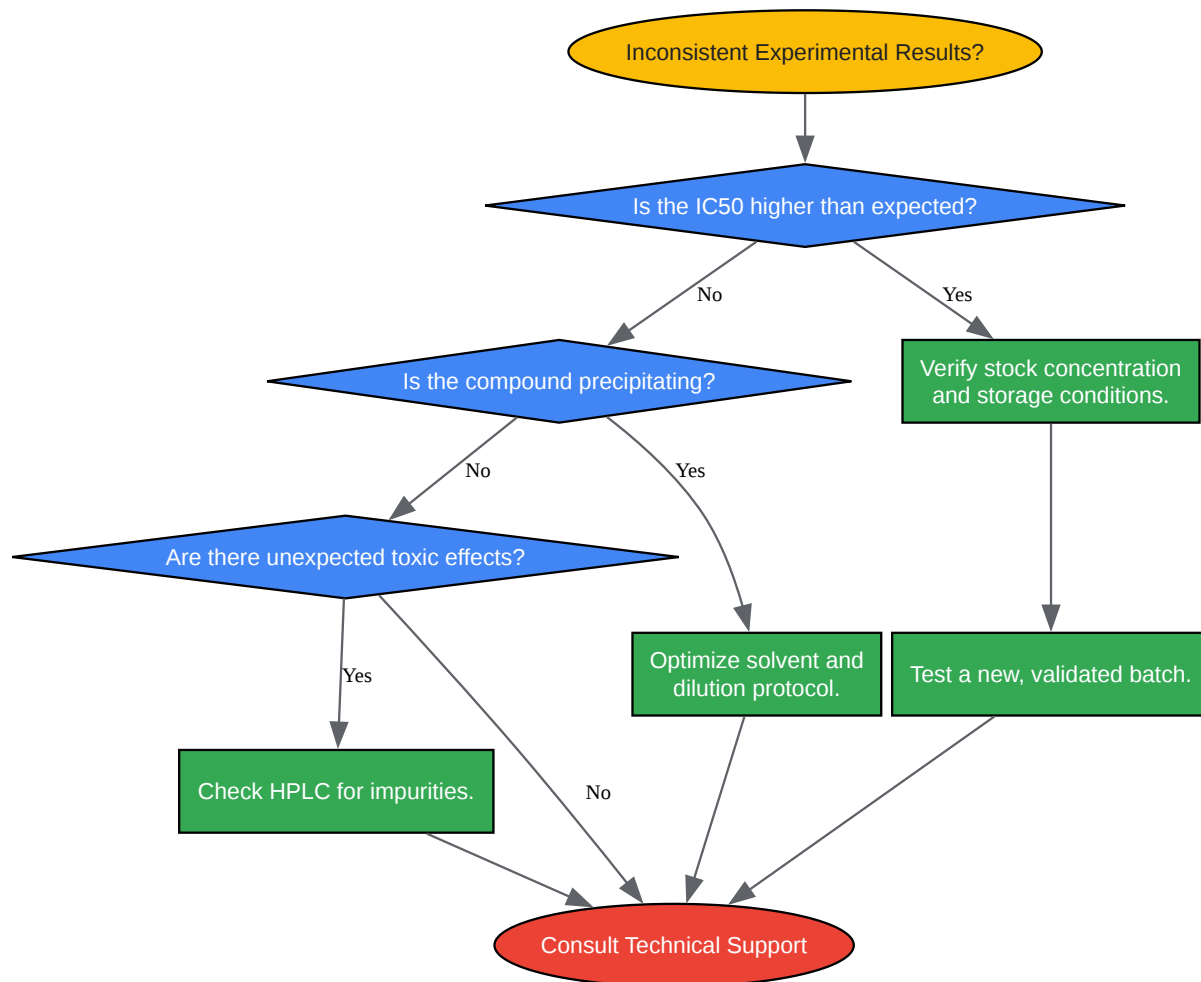 Inconsistent Experimental Results?
Is the IC50 higher than expected?
No
Yes
Is the compound precipitating?
Verify stock concentration
and storage conditions.
No
Yes
Are there unexpected toxic effects?
Optimize solvent and
dilution protocol.
Test a new, validated batch.
Yes
Check HPLC for impurities.
No
Consult Technical Support